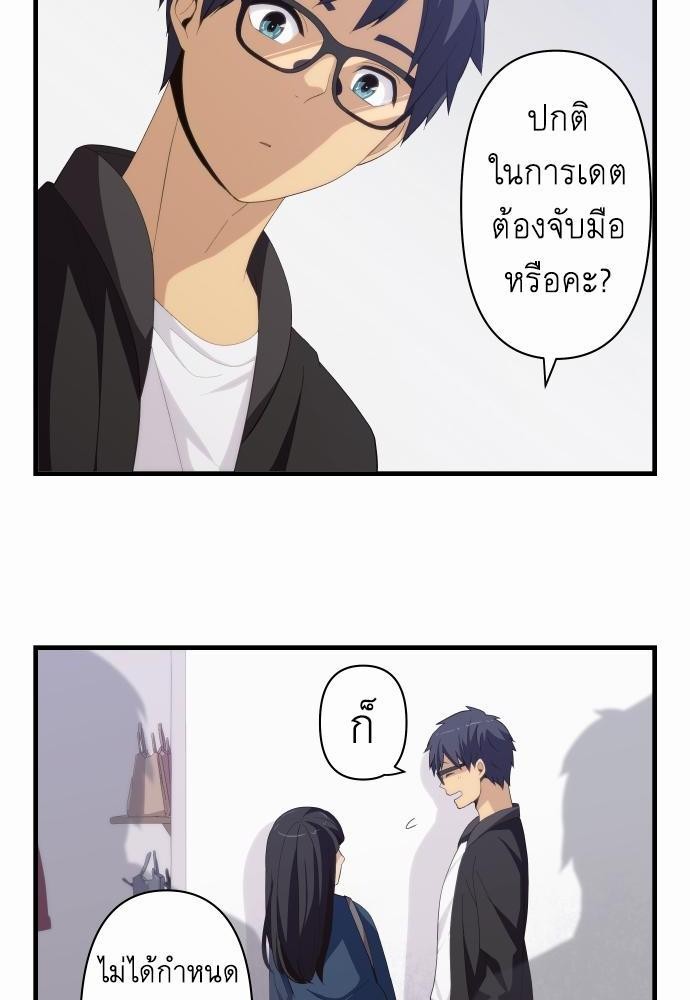 ปกติ
ในการเดต
ต้องจับมือ
หรือคะ?
ก็
ไม่ได้กำหนด